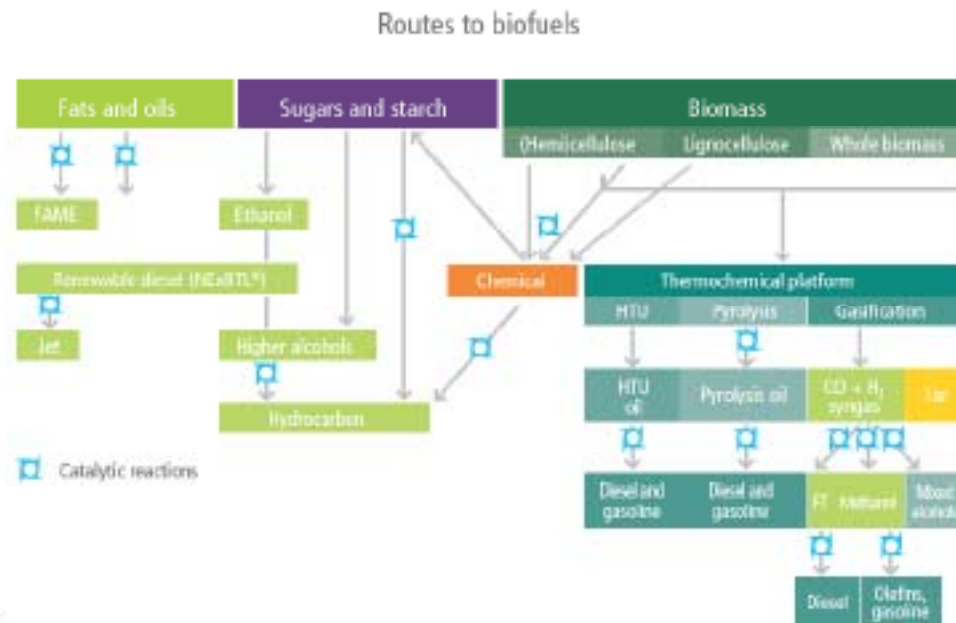 Routes to biofuels
Fats and oils
Sugars and starch
Biomass
(Hemi)cellulose
Lignocellulose
Whole biomass
FAME
Ethanol
Renewable diesel (NExBTL*)
Chemical
Thermochemical platform
HTU
Pyrolysis
Gasification
Jet
Higher alcohols
HTU
oil
Pyrolysis oil
CO + H₂
syngas
Tar
Hydrocarbon
Catalytic reactions
Diesel and
gasoline
Diesel and
gasoline
FT
Methanol
Mixed
Diesel
Olefins,
gasoline